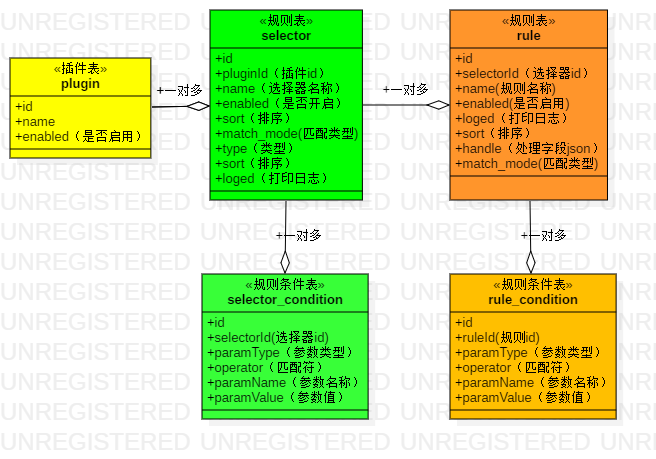 UNREGISTERED UNREGISTERED UNREGISTERED UNREGISTERED
«插件表»
plugin
+id
+name
+enabled（是否启用）
+一对多
«规则表»
selector
+id
+pluginId（插件id）
+name（选择器名称）
+enabled（是否开启）
+sort（排序）
+match_mode(匹配类型)
+type（类型）
+sort（排序）
+loged（打印日志）
+一对多
«规则表»
rule
+id
+selectorId（选择器id）
+name(规则名称)
+enabled(是否启用)
+loged（打印日志）
+sort（排序）
+handle（处理字段json）
+match_mode(匹配类型)
+一对多
+一对多
«规则条件表»
selector_condition
+id
+selectorId(选择器id)
+paramType（参数类型）
+operator（匹配符）
+paramName（参数名称）
+paramValue（参数值）
«规则条件表»
rule_condition
+id
+ruleId(规则id)
+paramType（参数类型）
+operator（匹配符）
+paramName（参数名称）
+paramValue（参数值）